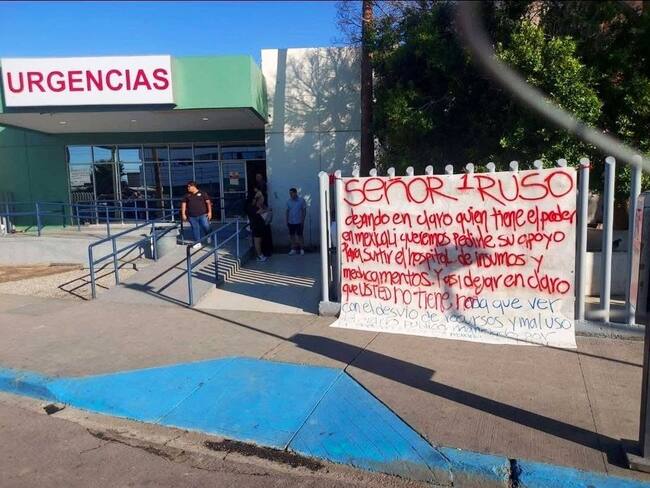 URGENCIAS
SEÑOR 1 RUSO
dejando en claro quien tiene el poder
en mexicali queremos pedirle su apoyo
Para surtir el hospital de insumos y
medicamentos. Y asi dejar en claro
que USTED no tiene nada que ver
con el desvio de recursos y mal uso